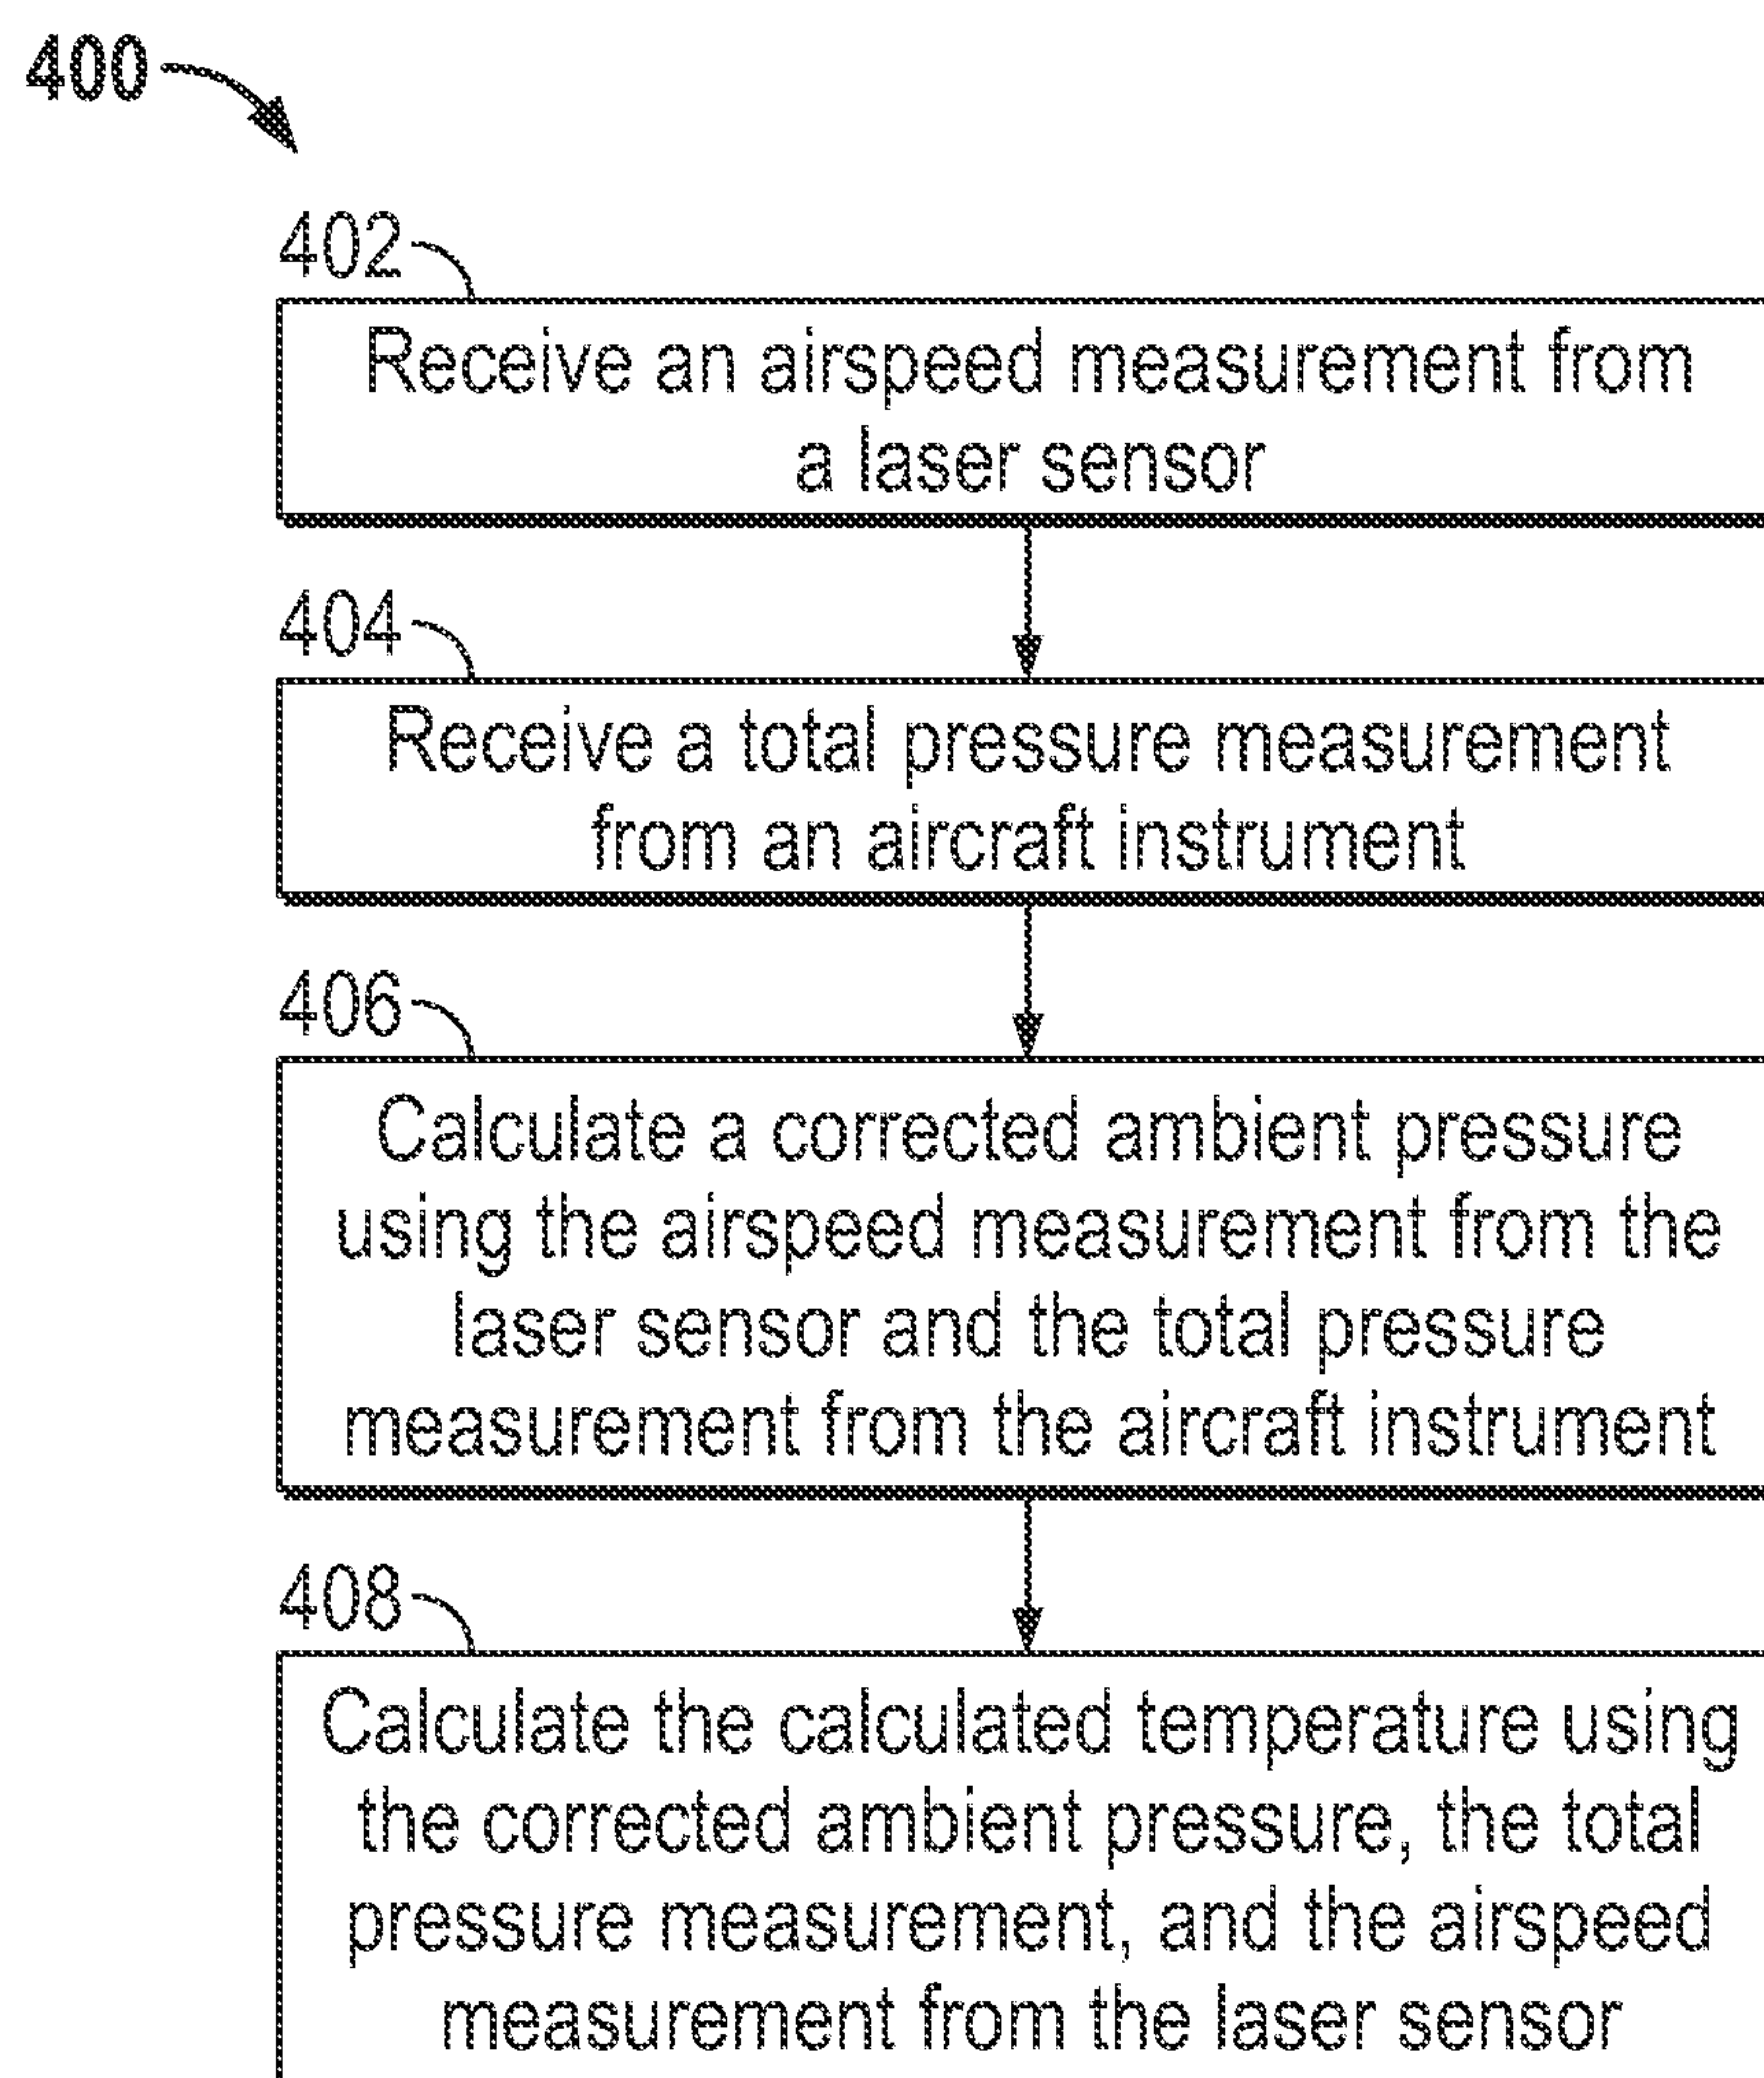 400
402
Receive an airspeed measurement from
a laser sensor
404
Receive a total pressure measurement
from an aircraft instrument
406
Calculate a corrected ambient pressure
using the airspeed measurement from the
laser sensor and the total pressure
measurement from the aircraft instrument
408
Calculate the calculated temperature using
the corrected ambient pressure, the total
pressure measurement, and the airspeed
measurement from the laser sensor